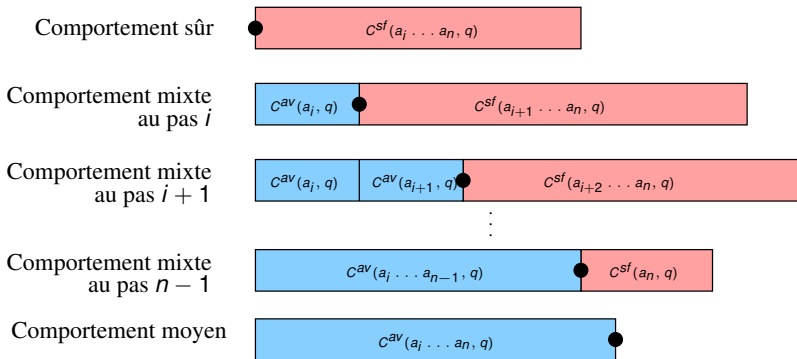 Comportement sûr
C^{sf}(a_i . . . a_n, q)
Comportement mixte
au pas i
C^{av}(a_i, q)
C^{sf}(a_{i+1} . . . a_n, q)
Comportement mixte
au pas i + 1
C^{av}(a_i, q)
C^{av}(a_{i+1}, q)
C^{sf}(a_{i+2} . . . a_n, q)
⋮
Comportement mixte
au pas n − 1
C^{av}(a_i . . . a_{n−1}, q)
C^{sf}(a_n, q)
Comportement moyen
C^{av}(a_i . . . a_n, q)